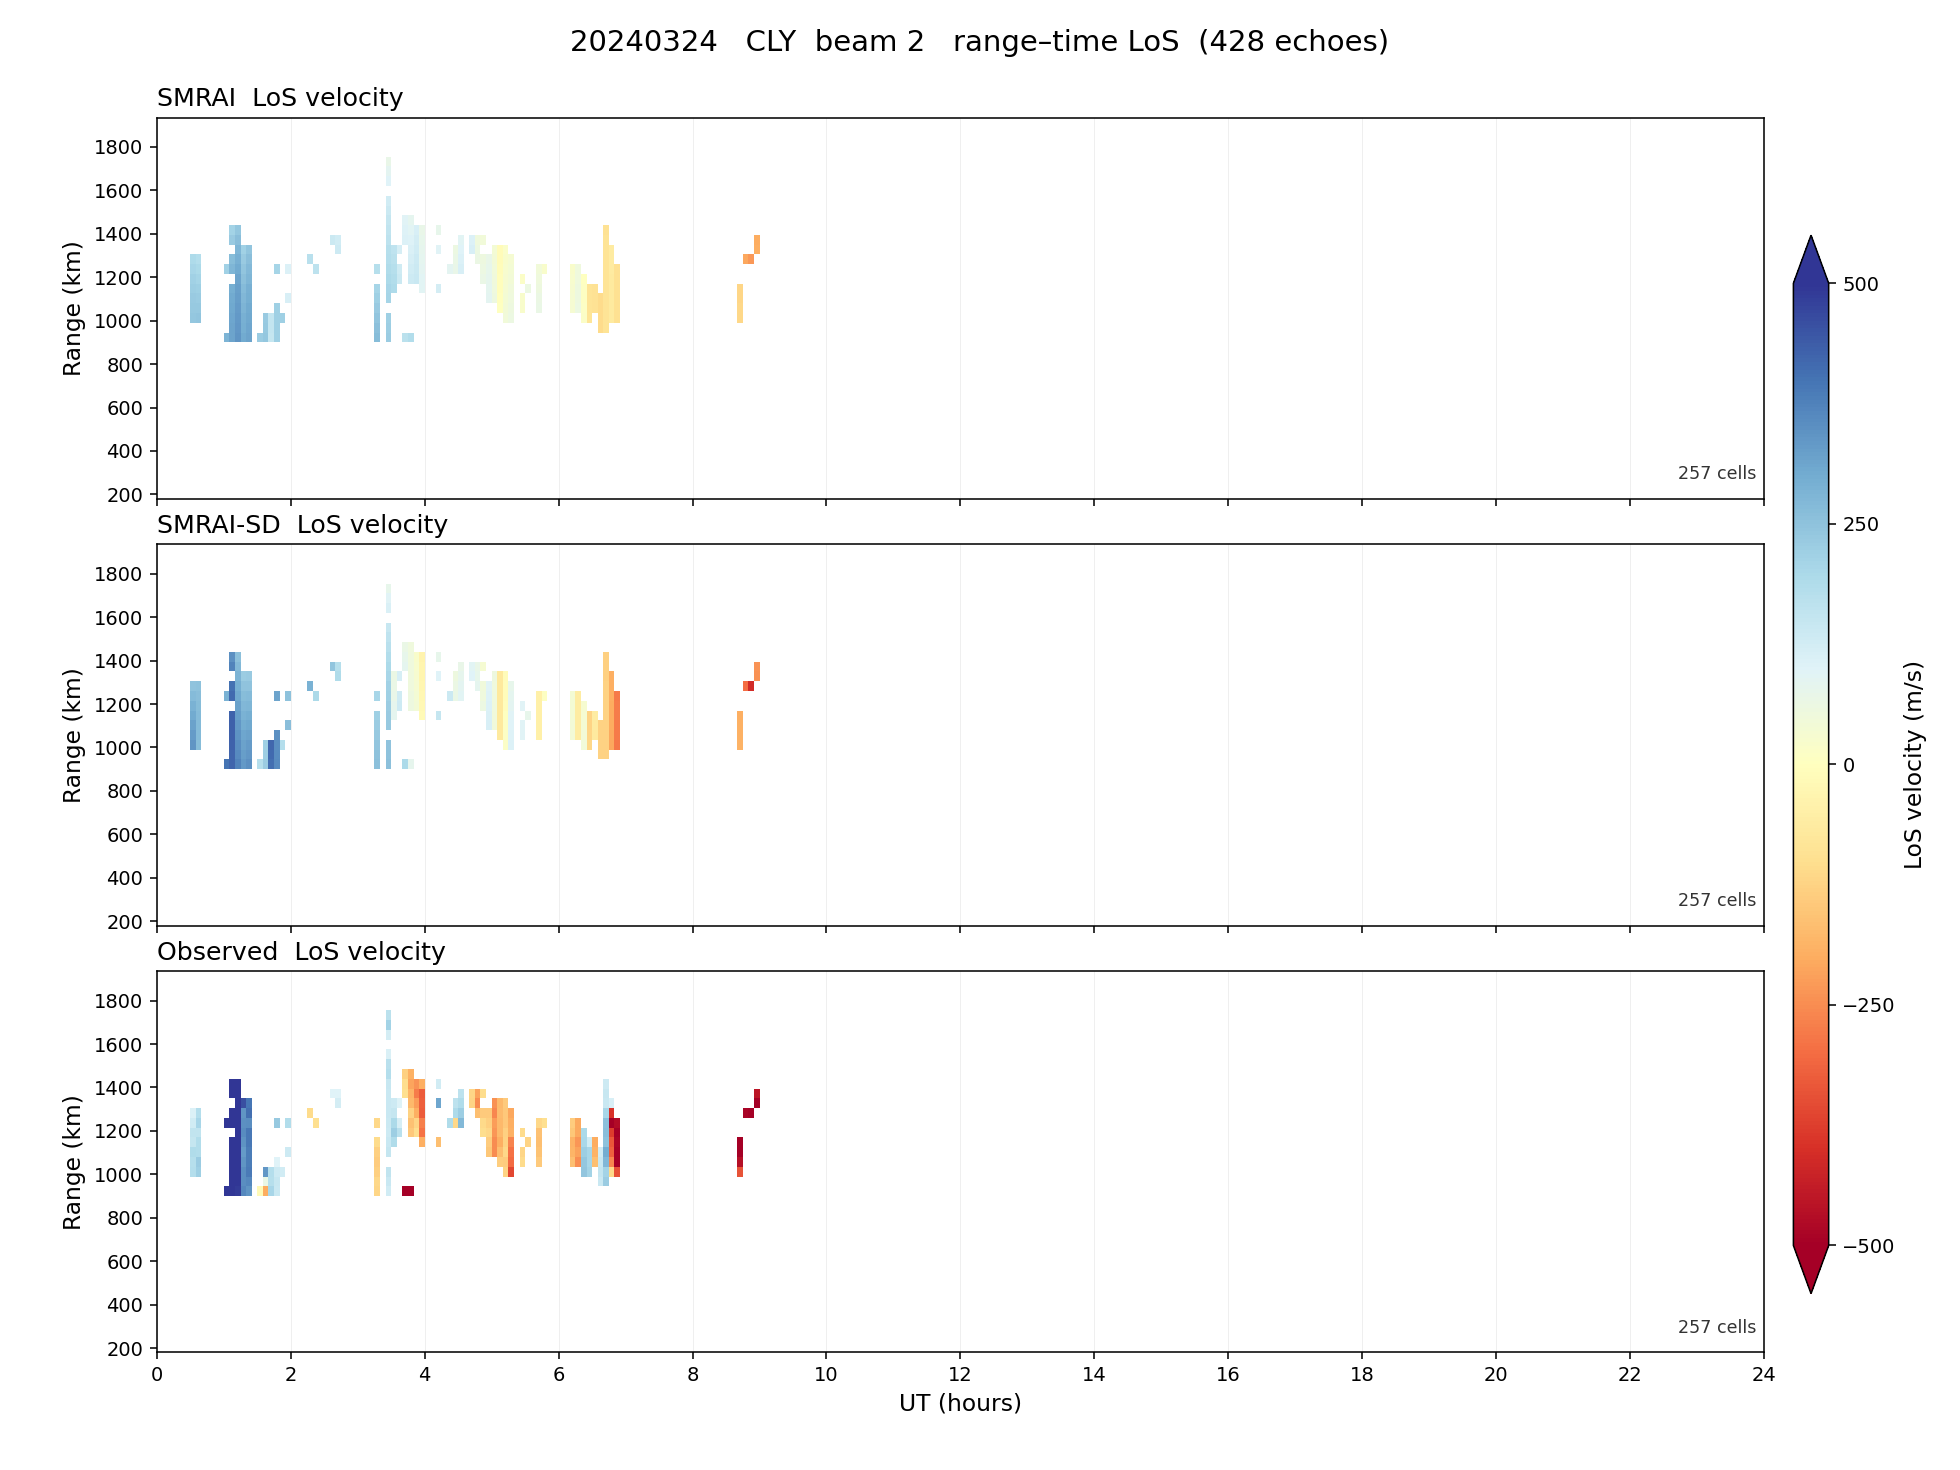 20240324   CLY  beam 2   range–time LoS  (428 echoes)
SMRAI  LoS velocity
1800
1600
1400
1200
1000
800
600
400
200
Range (km)
257 cells
SMRAI-SD  LoS velocity
1800
1600
1400
1200
1000
800
600
400
200
Range (km)
257 cells
Observed  LoS velocity
1800
1600
1400
1200
1000
800
600
400
200
Range (km)
257 cells
0 2 4 6 8 10 12 14 16 18 20 22 24
UT (hours)
500
250
0
−250
−500
LoS velocity (m/s)